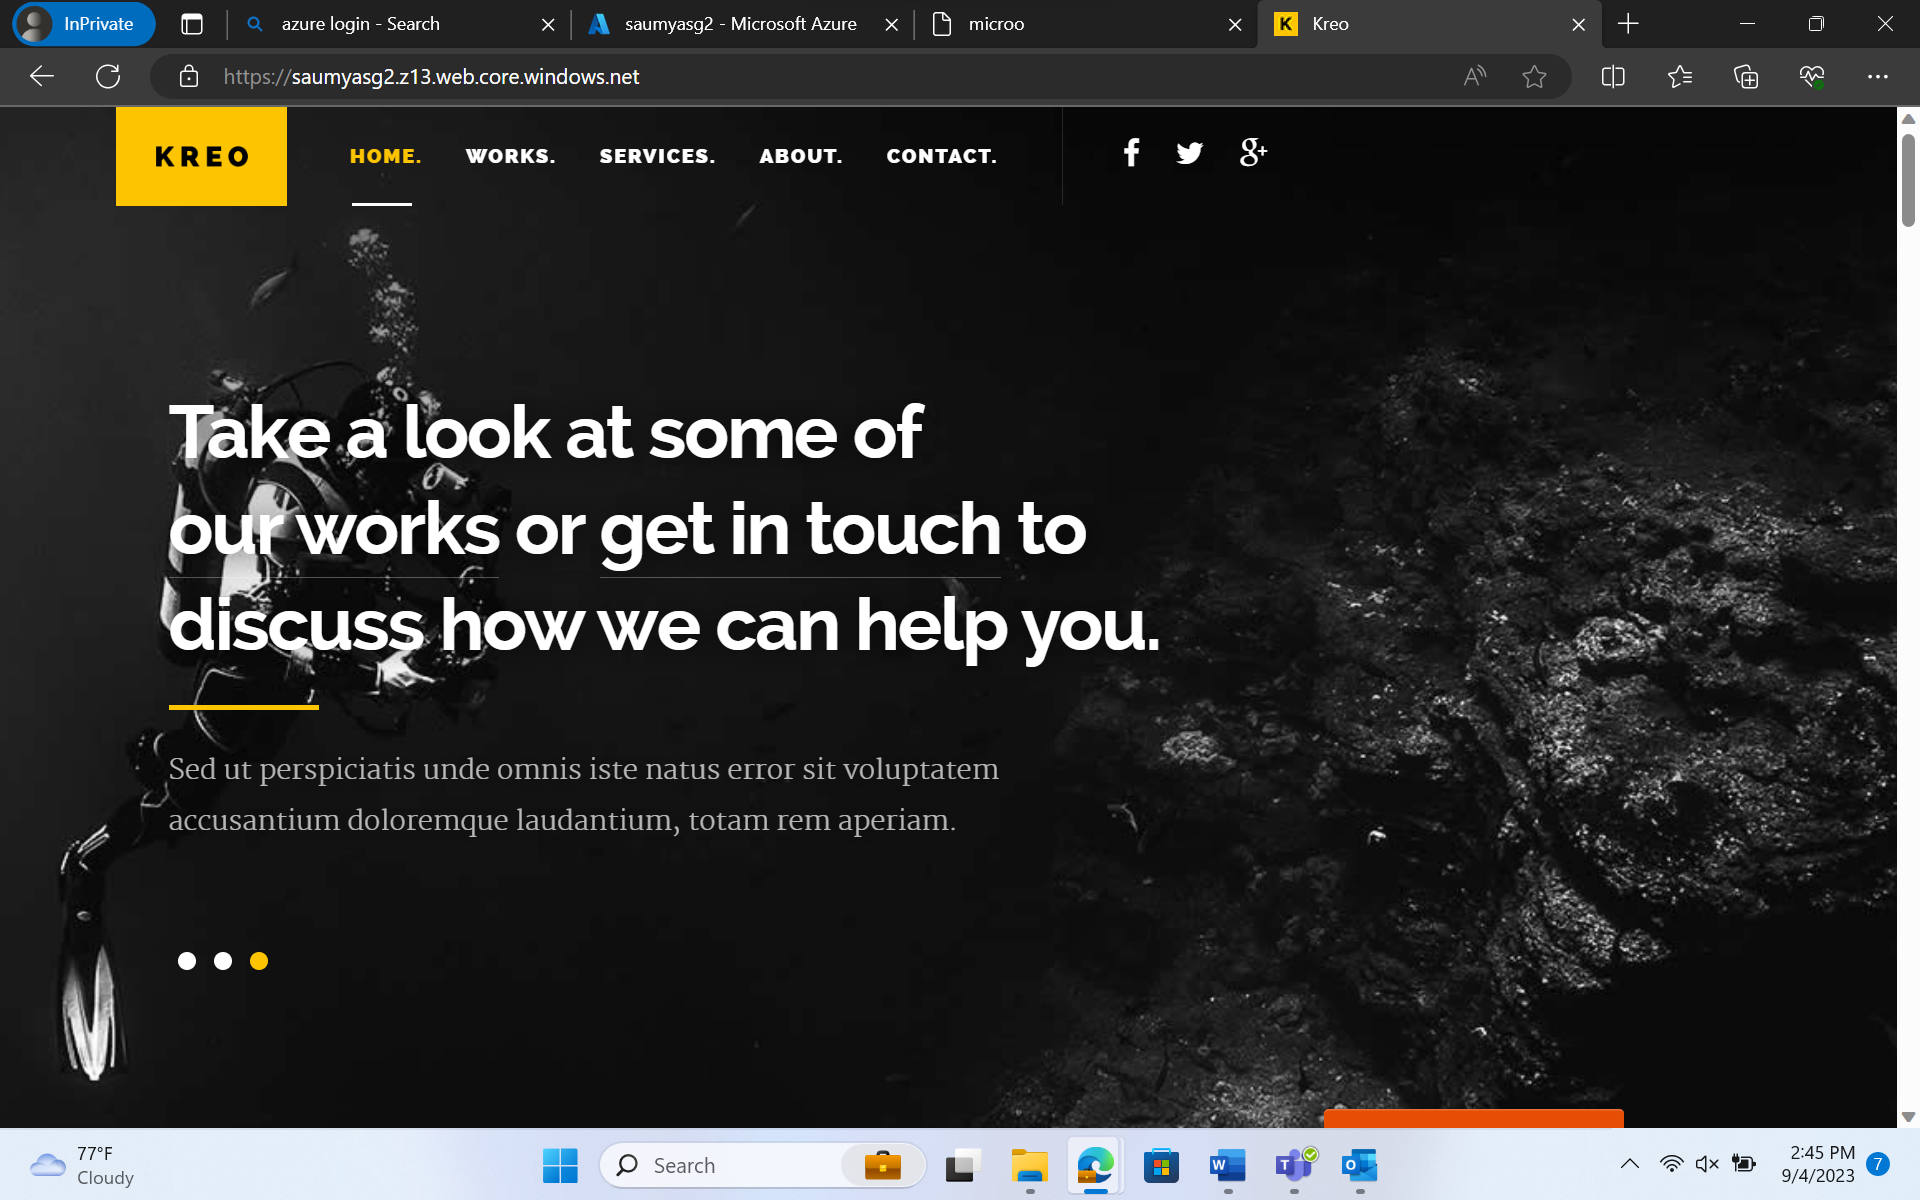 InPrivate
azure login - Search
saumyasg2 - Microsoft Azure
microo
K
Kreo
https://saumyasg2.z13.web.core.windows.net
KREO
HOME.
WORKS.
SERVICES.
ABOUT.
CONTACT.
Take a look at some of
our works or get in touch to
discuss how we can help you.
Sed ut perspiciatis unde omnis iste natus error sit voluptatem
accusantium doloremque laudantium, totam rem aperiam.
77°F
Cloudy
Search
2:45 PM
9/4/2023
7